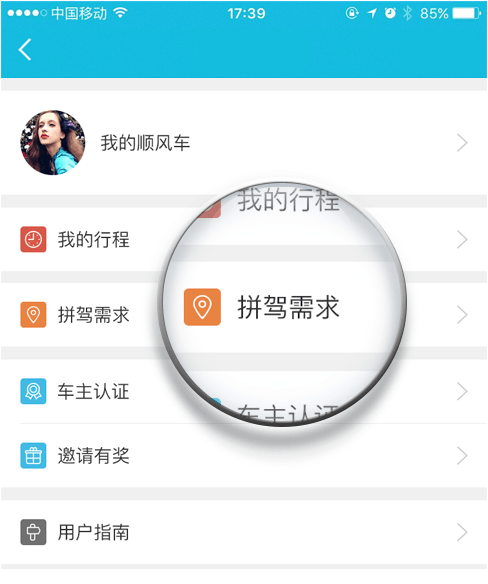 中国移动 17:39 85%
我的顺风车
我的行程
我的行程
拼驾需求
拼驾需求
车主认证
车主认证
邀请有奖
用户指南